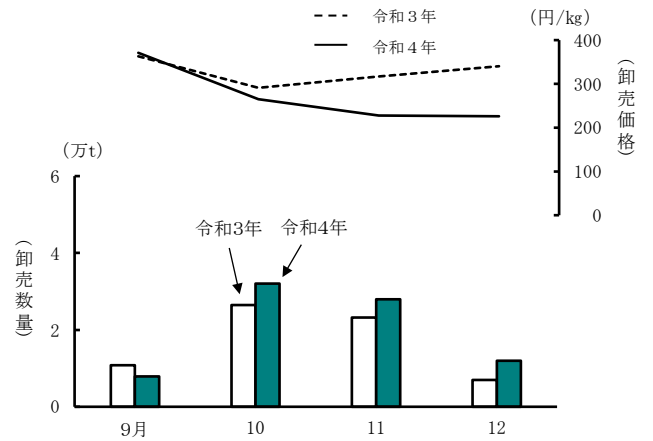 令和３年
令和４年
(円/kg)
400
300
200
100
0
(卸売価格)
(万t)
6
4
2
0
(卸売数量)
令和3年
令和4年
9月
10
11
12